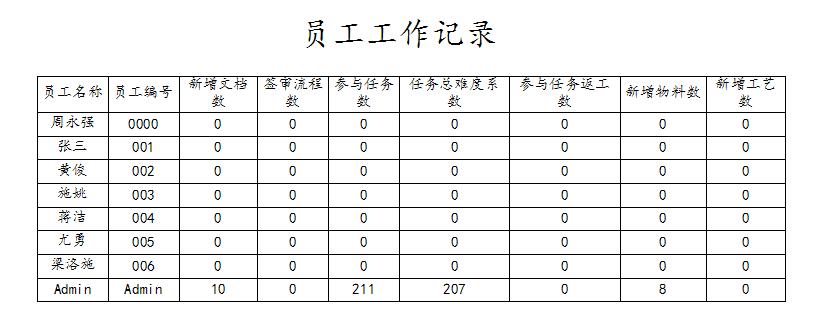 员工工作记录
员工名称 员工编号 新增文档数 签审流程数 参与任务数 任务总难度系数 参与任务返工数 新增物料数 新增工艺数
周永强 0000 0 0 0 0 0 0 0
张三 001 0 0 0 0 0 0 0
黄俊 002 0 0 0 0 0 0 0
施姚 003 0 0 0 0 0 0 0
蒋洁 004 0 0 0 0 0 0 0
尤勇 005 0 0 0 0 0 0 0
梁洛施 006 0 0 0 0 0 0 0
Admin Admin 10 0 211 207 0 8 0